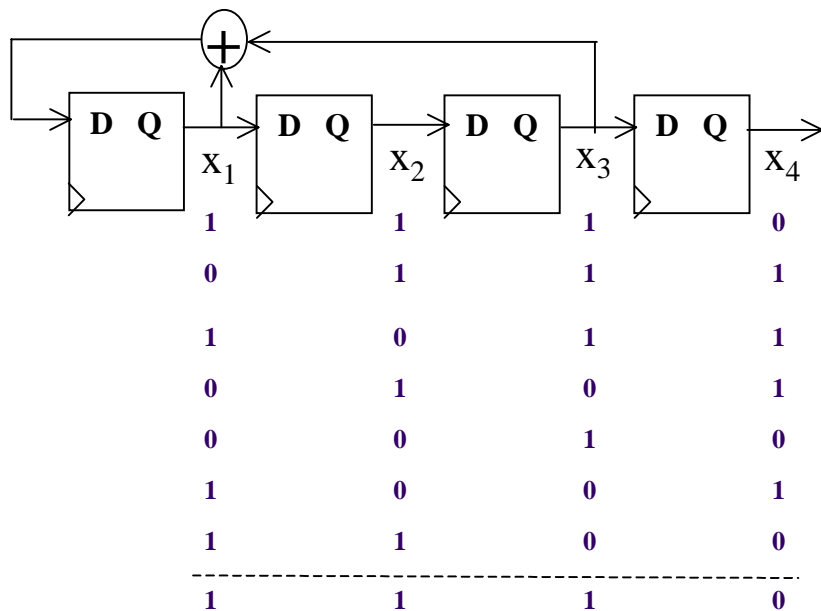 +
D Q D Q D Q D Q
X1 X2 X3 X4
1 1 1 0
0 1 1 1
1 0 1 1
0 1 0 1
0 0 1 0
1 0 0 1
1 1 0 0
1 1 1 0